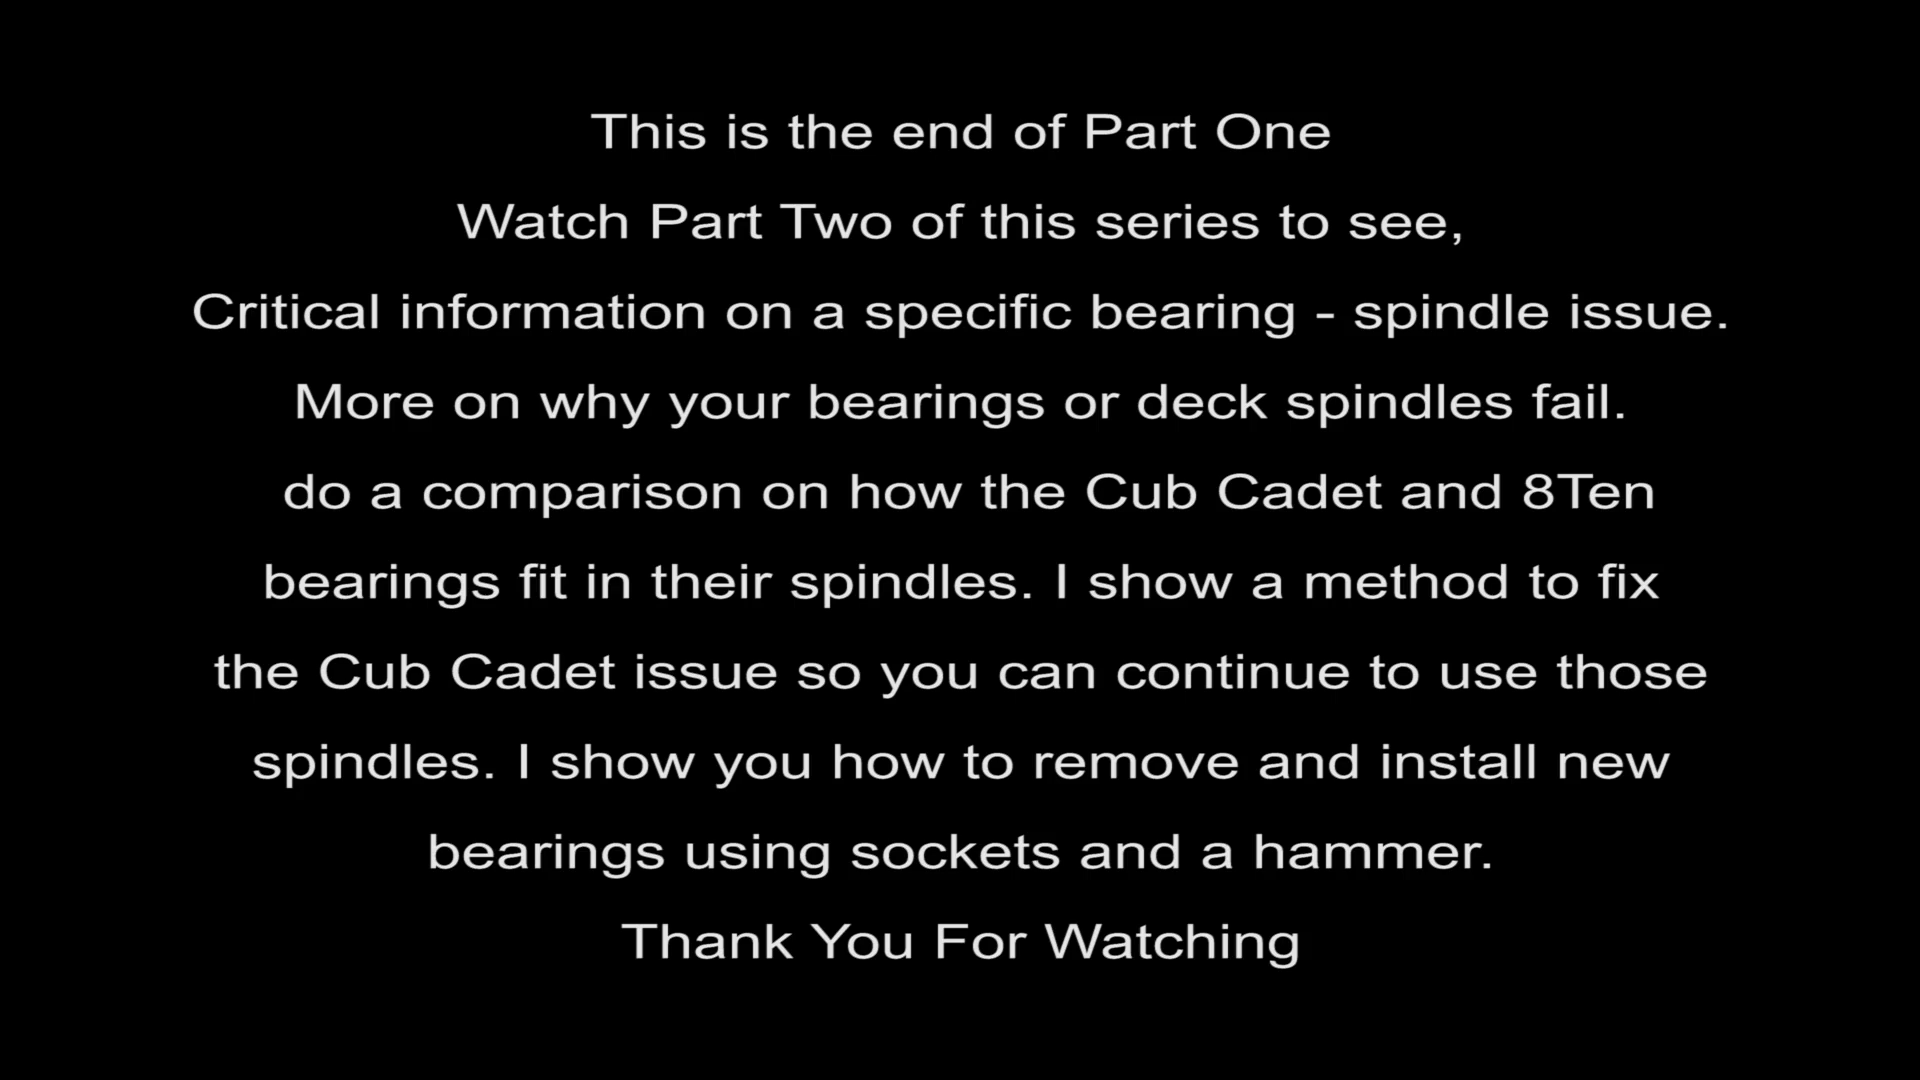 This is the end of Part One
Watch Part Two of this series to see,
Critical information on a specific bearing - spindle issue.
More on why your bearings or deck spindles fail.
do a comparison on how the Cub Cadet and 8Ten
bearings fit in their spindles. I show a method to fix
the Cub Cadet issue so you can continue to use those
spindles. I show you how to remove and install new
bearings using sockets and a hammer.
Thank You For Watching